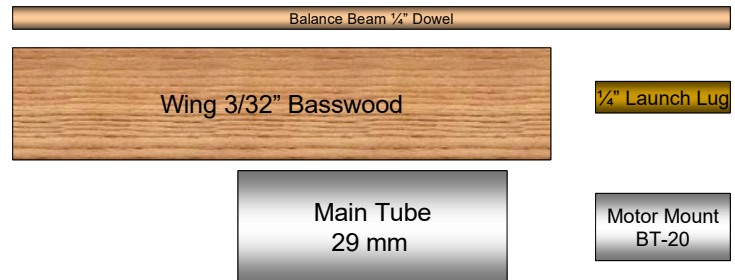 Balance Beam ¼” Dowel
Wing 3/32” Basswood
¼” Launch Lug
Main Tube
29 mm
Motor Mount
BT-20